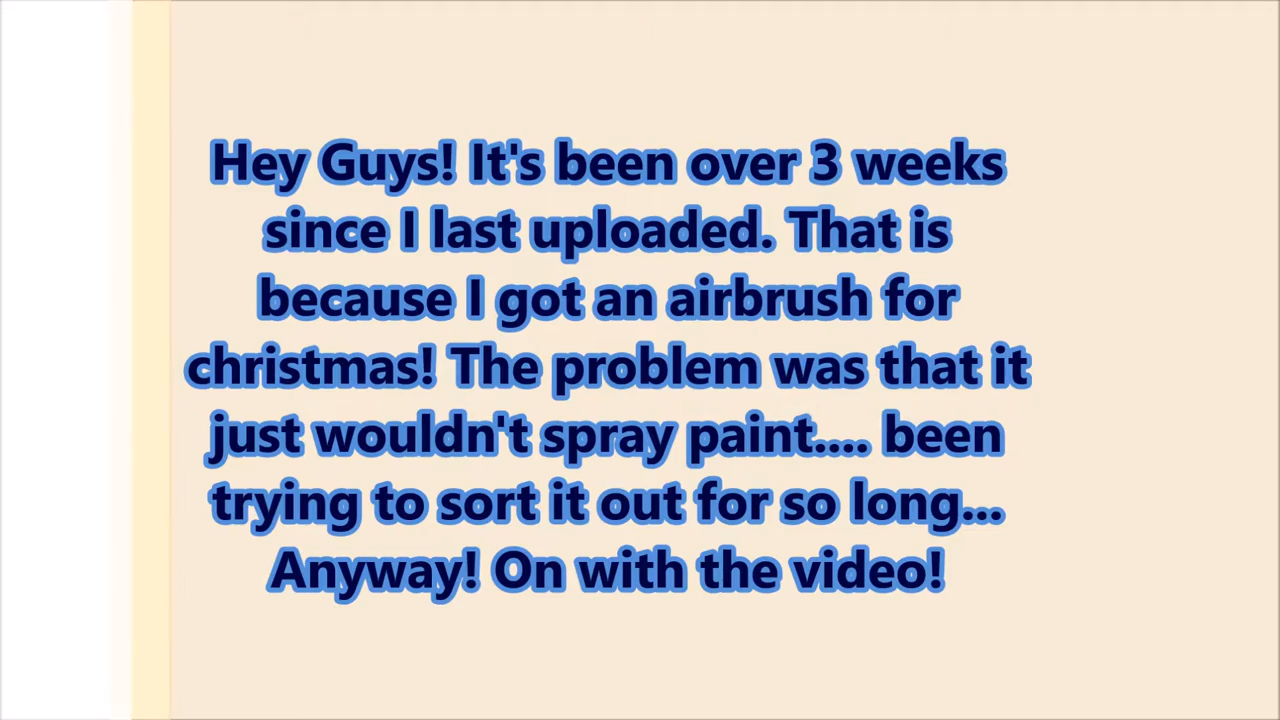 Hey Guys! It's been over 3 weeks
since I last uploaded. That is
because I got an airbrush for
christmas! The problem was that it
just wouldn't spray paint.... been
trying to sort it out for so long...
Anyway! On with the video!